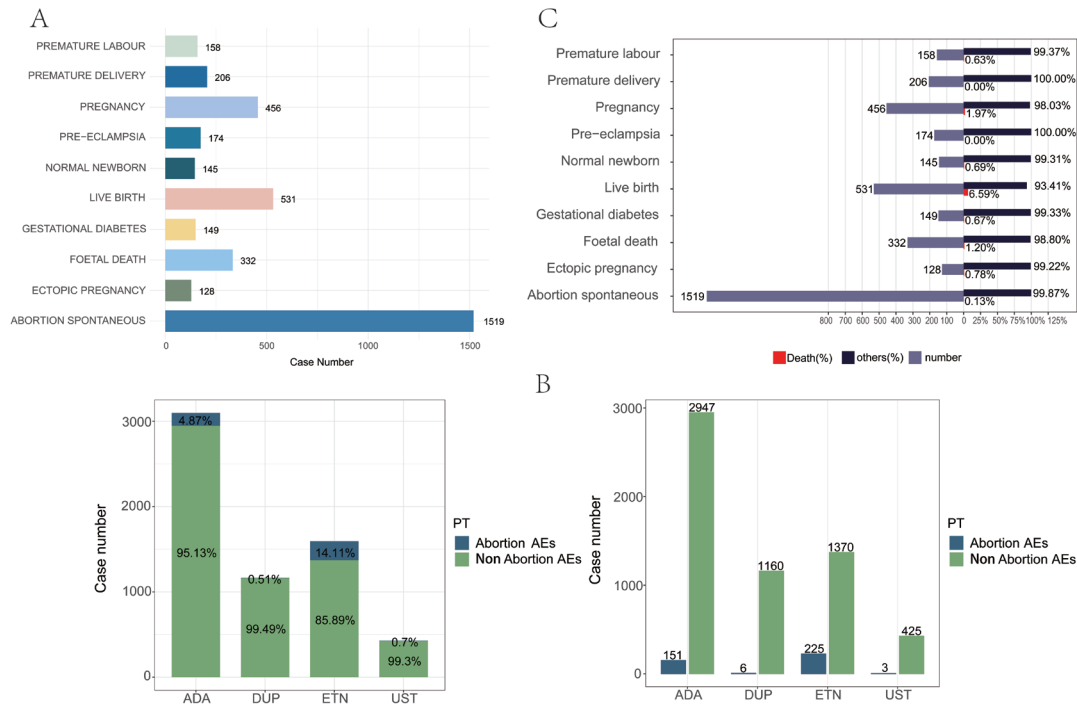 A
PREMATURE LABOUR 158
PREMATURE DELIVERY 206
PREGNANCY 456
PRE-ECLAMPSIA 174
NORMAL NEWBORN 145
LIVE BIRTH 531
GESTATIONAL DIABETES 149
FOETAL DEATH 332
ECTOPIC PREGNANCY 128
ABORTION SPONTANEOUS 1519
0 500 1000 1500
Case Number
C
Premature labour 158 0.63% 99.37%
Premature delivery 206 0.00% 100.00%
Pregnancy 456 1.97% 98.03%
Pre-eclampsia 174 0.00% 100.00%
Normal newborn 145 0.69% 99.31%
Live birth 531 6.59% 93.41%
Gestational diabetes 149 0.67% 99.33%
Foetal death 332 1.20% 98.80%
Ectopic pregnancy 128 0.78% 99.22%
Abortion spontaneous 1519 0.13% 99.87%
800 700 600 500 400 300 200 100 0 25% 50% 75% 100% 125%
Death(%) others(%) number
B
Case number
3000
2000
1000
0
4.87%
95.13%
0.51%
99.49%
14.11%
85.89%
0.7%
99.3%
ADA DUP ETN UST
PT
Abortion AEs
Non Abortion AEs
Case number
3000
2000
1000
0
151 2947
6 1160
225 1370
3 425
ADA DUP ETN UST
PT
Abortion AEs
Non Abortion AEs